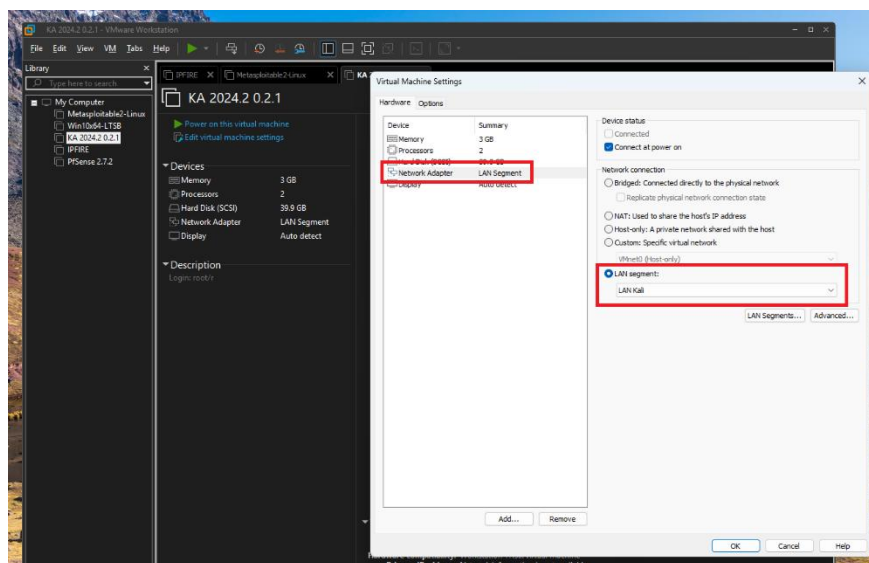 KA 2024.2 0.2.1 - VMware Workstation
File Edit View VM Tabs Help
Library
Type here to search
My Computer
Metasploitable2-Linux
Win10x64-LTSB
KA 2024.2 0.2.1
IPFIRE
PfSense 2.7.2
IPFIRE
Metasploitable2-Linux
KA 2
KA 2024.2 0.2.1
Power on this virtual machine
Edit virtual machine settings
Devices
Memory 3 GB
Processors 2
Hard Disk (SCSI) 39.9 GB
Network Adapter LAN Segment
Display Auto detect
Description
Login: root/r
Virtual Machine Settings
Hardware Options
Device Summary
Memory 3 GB
Processors 2
Hard Disk (SCSI) 39.9 GB
Network Adapter LAN Segment
Display Auto detect
Add... Remove
Device status
Connected
Connect at power on
Network connection
Bridged: Connected directly to the physical network
Replicate physical network connection state
NAT: Used to share the host's IP address
Host-only: A private network shared with the host
Custom: Specific virtual network
VMnet0 (Host-only)
LAN segment:
LAN Kali
LAN Segments... Advanced...
OK Cancel Help